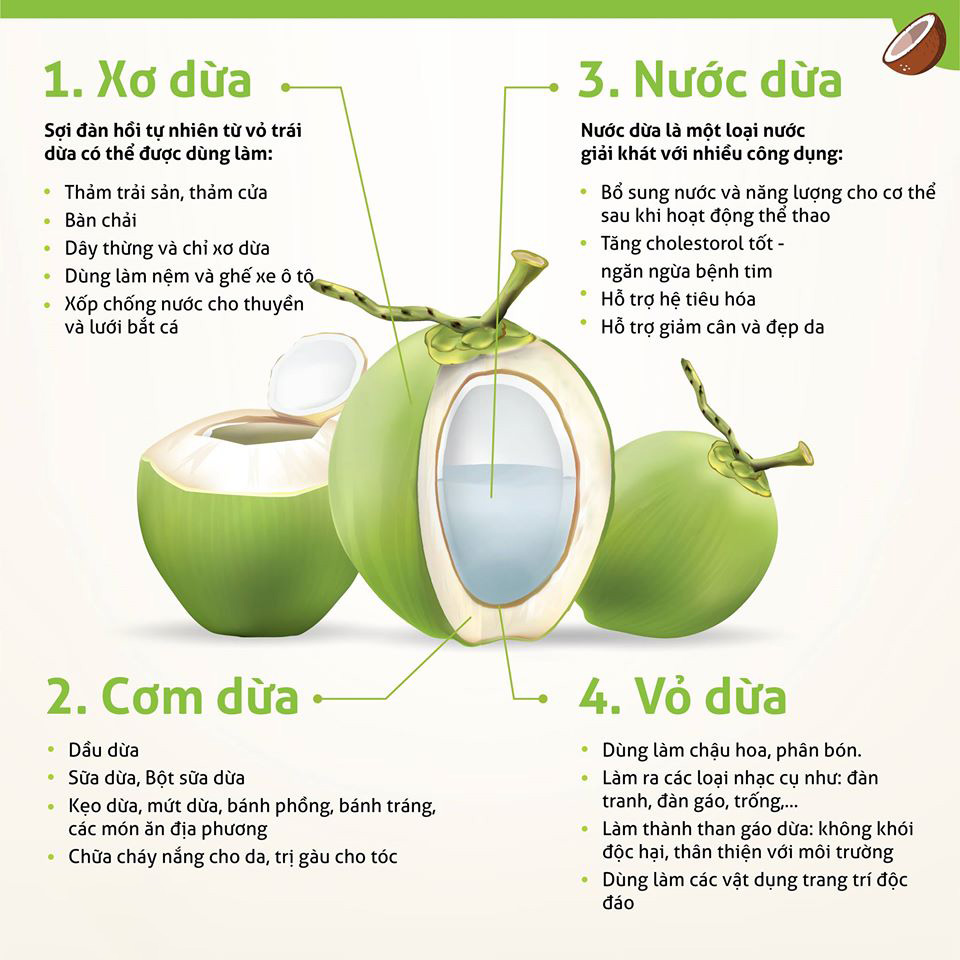 1. Xơ dừa
Sợi đàn hồi tự nhiên từ vỏ trái
dừa có thể được dùng làm:
• Thảm trải sản, thảm cửa
• Bàn chải
• Dây thừng và chỉ xơ dừa
• Dùng làm nệm và ghế xe ô tô
• Xốp chống nước cho thuyền
và lưới bắt cá
3. Nước dừa
Nước dừa là một loại nước
giải khát với nhiều công dụng:
• Bổ sung nước và năng lượng cho cơ thể
sau khi hoạt động thể thao
• Tăng cholestorol tốt -
ngăn ngừa bệnh tim
• Hỗ trợ hệ tiêu hóa
• Hỗ trợ giảm cân và đẹp da
2. Cơm dừa
• Dầu dừa
• Sữa dừa, Bột sữa dừa
• Kẹo dừa, mứt dừa, bánh phồng, bánh tráng,
các món ăn địa phương
• Chữa cháy nắng cho da, trị gàu cho tóc
4. Vỏ dừa
• Dùng làm chậu hoa, phân bón.
• Làm ra các loại nhạc cụ như: đàn
tranh, đàn gáo, trống,...
• Làm thành than gáo dừa: không khói
độc hại, thân thiện với môi trường
• Dùng làm các vật dụng trang trí độc
đáo